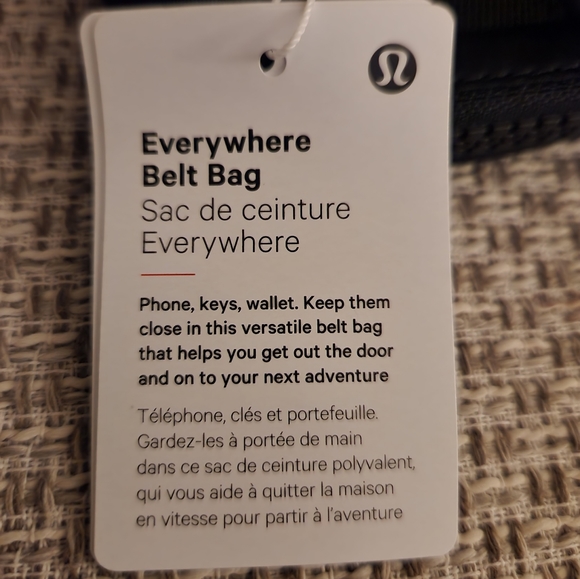 Everywhere
Belt Bag
Sac de ceinture
Everywhere
Phone, keys, wallet. Keep them
close in this versatile belt bag
that helps you get out the door
and on to your next adventure
Téléphone, clés et portefeuille.
Gardez-les à portée de main
dans ce sac de ceinture polyvalent,
qui vous aide à quitter la maison
en vitesse pour partir à l'aventure